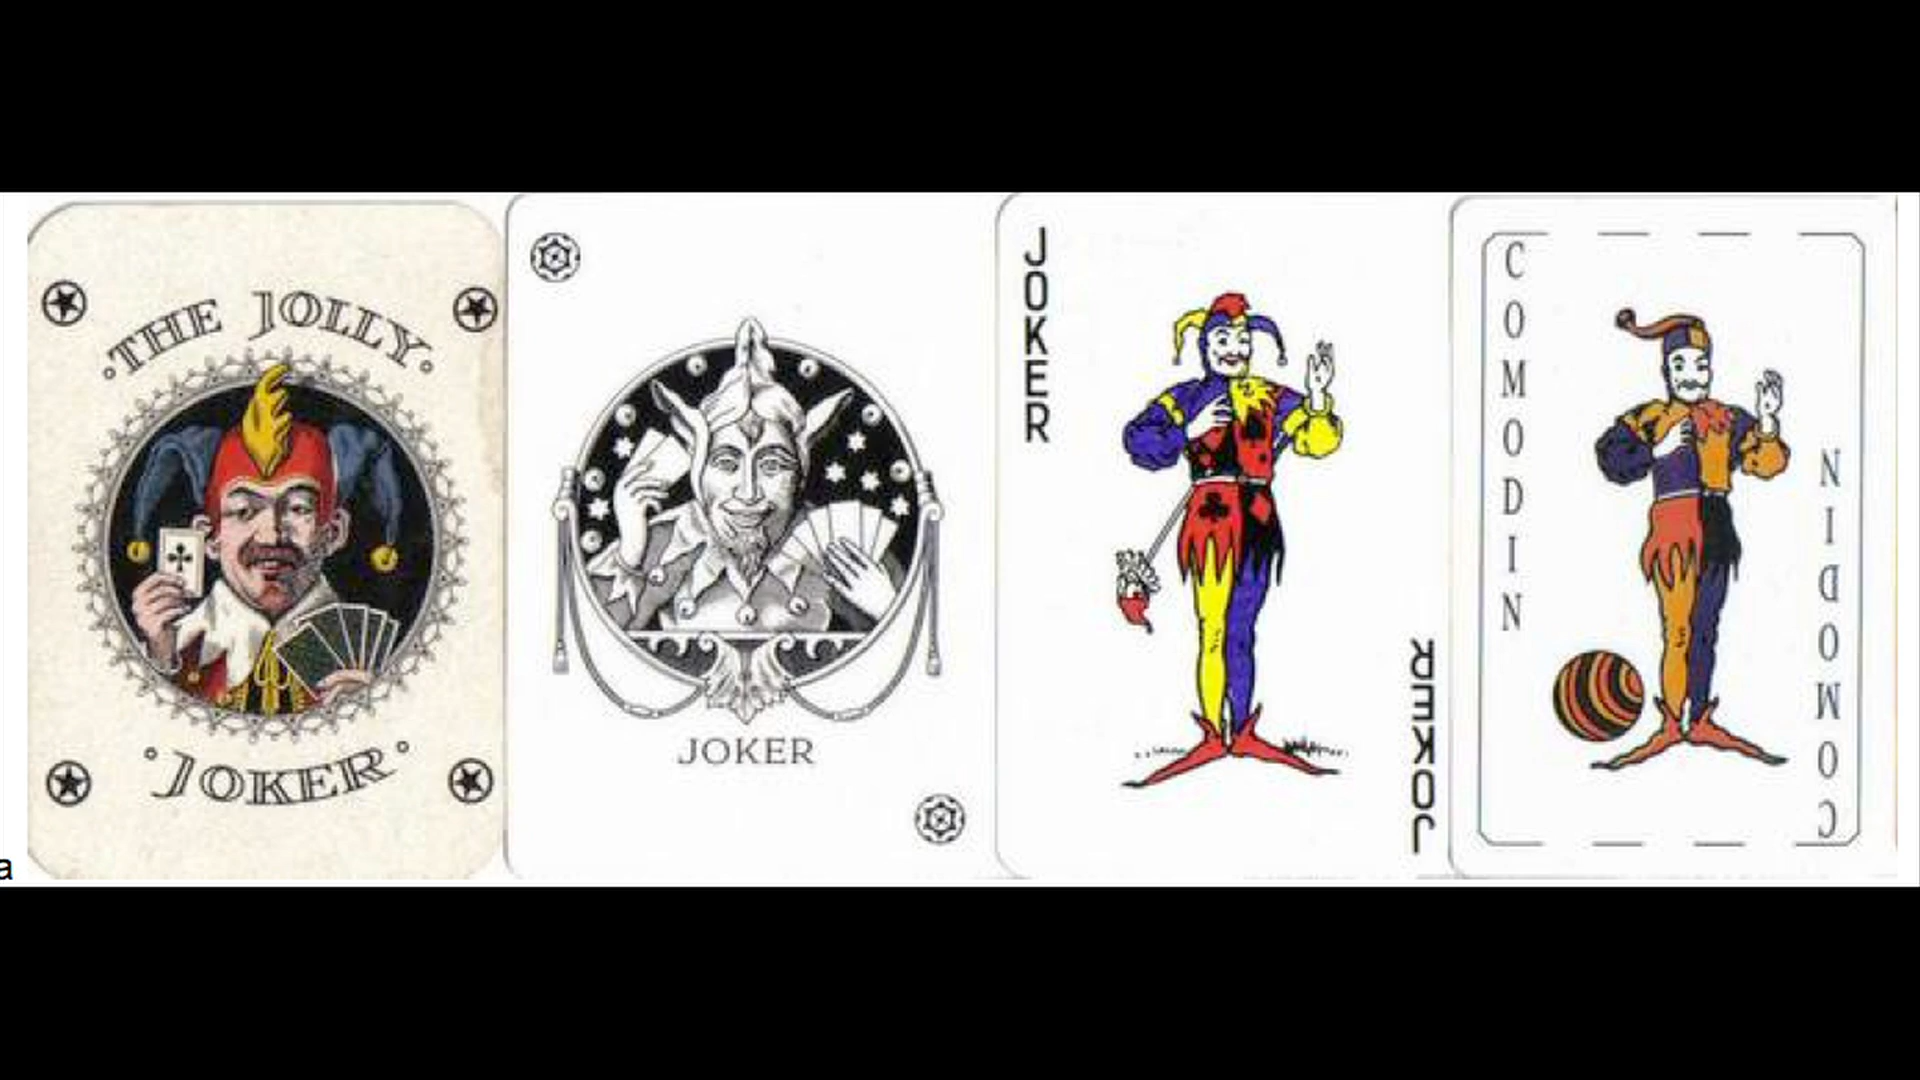 THE JOLLY
JOKER
JOKER
JOKER
JOKER
COMODIN
COMODIN
a